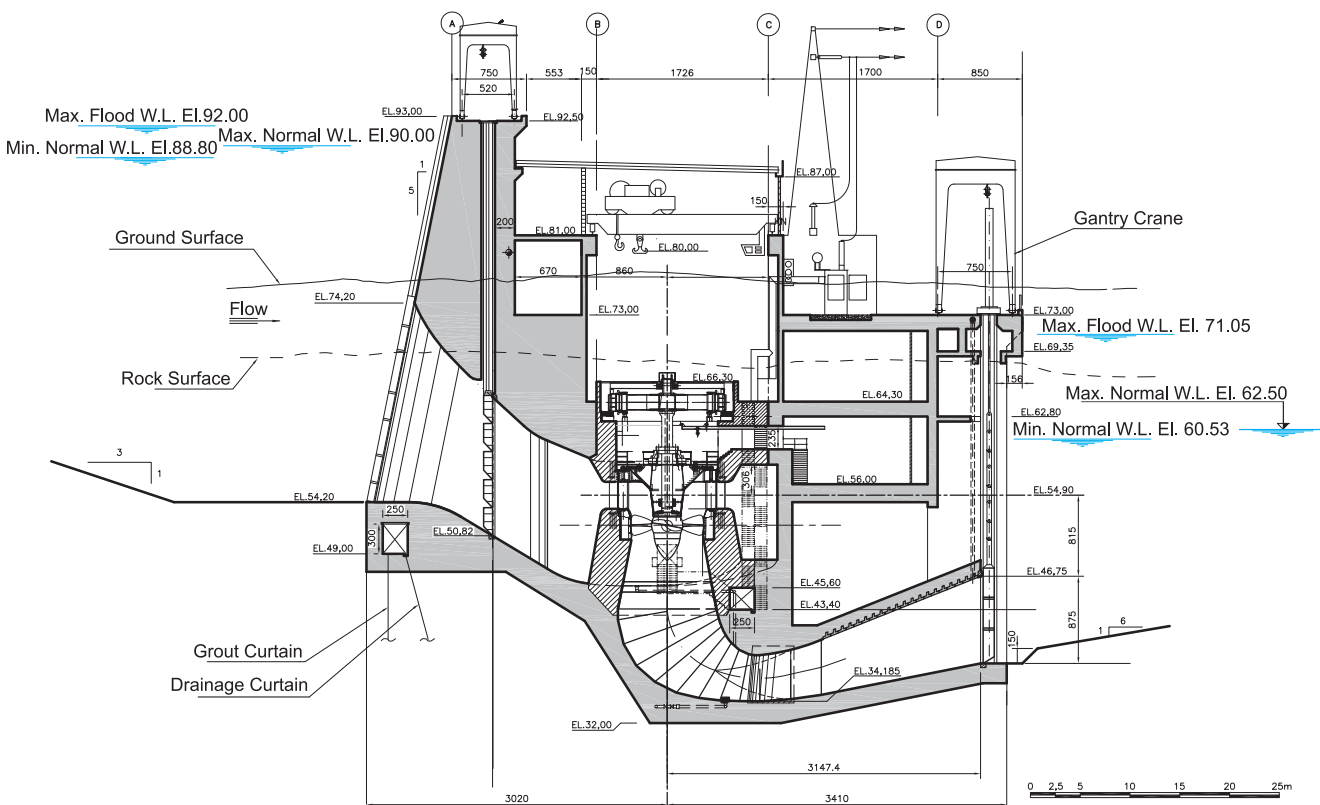 A
B
C
D
750
553
150
1726
1700
850
520
Max. Flood W.L. El.92.00
EL.93,00
EL.92,50
Max. Normal W.L. El.90.00
Min. Normal W.L. El.88.80
1
5
EL.87,00
150
200
Ground Surface
EL.81,00
EL.80,00
Gantry Crane
670
860
750
EL.74,20
Flow
EL.73,00
EL.73,00
Max. Flood W.L. El. 71.05
EL.69,35
Rock Surface
EL.66,30
156
Max. Normal W.L. El. 62.50
EL.64,30
EL.62,80
Min. Normal W.L. El. 60.53
235
3
1
306
EL.56,00
EL.54,20
EL.54,90
250
300
EL.50,82
815
EL.49,00
EL.46,75
EL.45,60
EL.43,40
250
875
150
1
6
Grout Curtain
Drainage Curtain
EL.34,185
EL.32,00
3147.4
0 2,5 5 10 15 20 25m
3020
3410